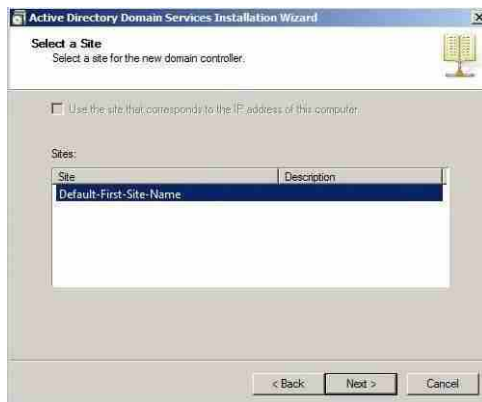 Active Directory Domain Services Installation Wizard
Select a Site
Select a site for the new domain controller.
Use the site that corresponds to the IP address of this computer.
Sites:
Site Description
Default-First-Site-Name
< Back Next > Cancel